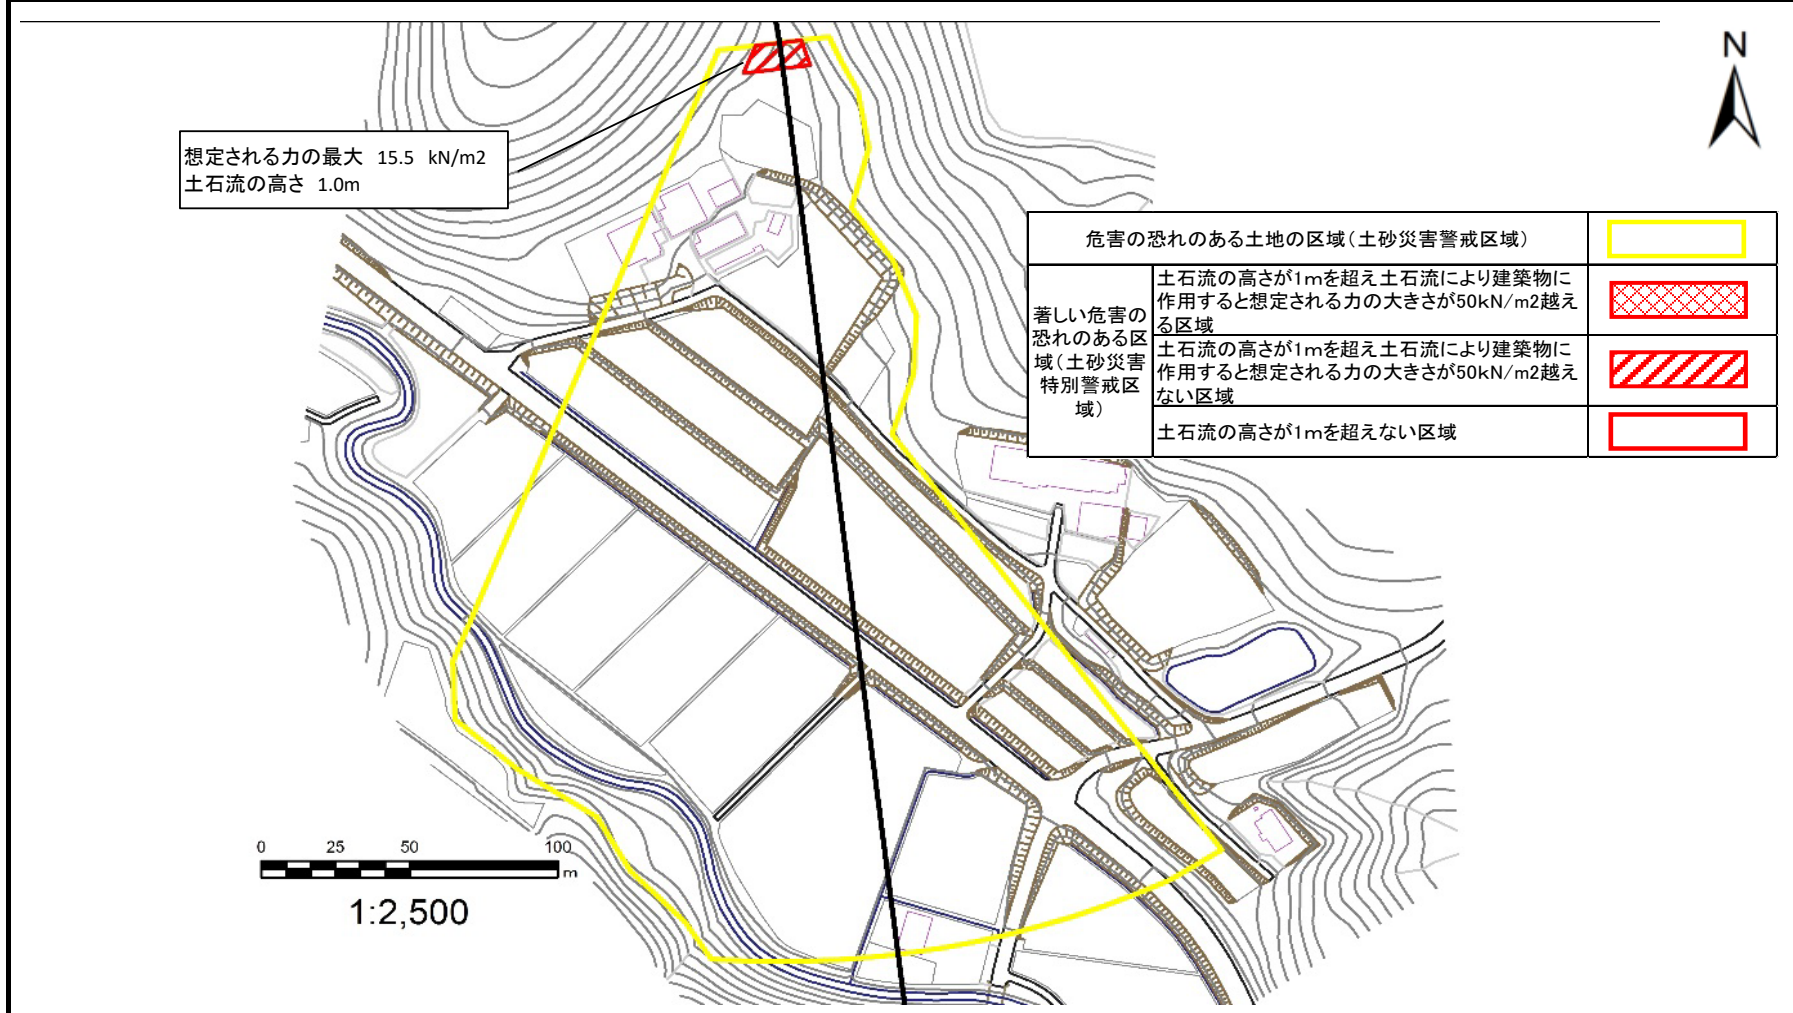 N
想定される力の最大 15.5 kN/m2
土石流の高さ 1.0m
危害の恐れのある土地の区域（土砂災害警戒区域）
著しい危害の
恐れのある区
域（土砂災害
特別警戒区
域）
土石流の高さが1mを超え土石流により建築物に
作用すると想定される力の大きさが50kN/m2越え
る区域
土石流の高さが1mを超え土石流により建築物に
作用すると想定される力の大きさが50kN/m2越え
ない区域
土石流の高さが1mを超えない区域
0 25 50 100
m
1:2,500